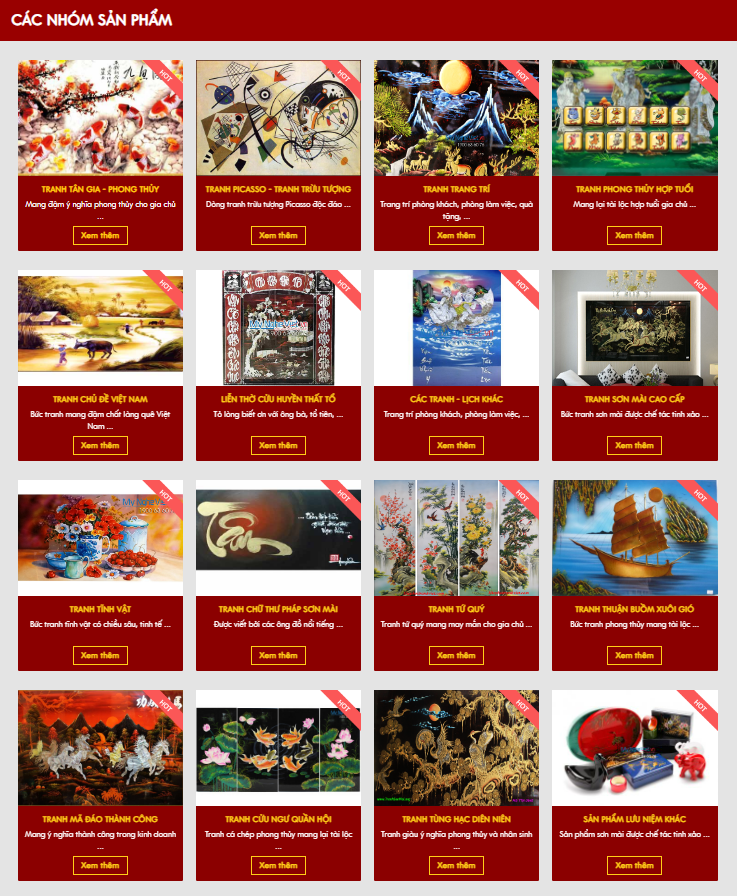 CÁC NHÓM SẢN PHẨM
HOT
HOT
HOT
HOT
TRANH TÂN GIA - PHONG THỦY
Mang đậm ý nghĩa phong thủy cho gia chủ
...
Xem thêm
TRANH PICASSO - TRANH TRỪU TƯỢNG
Dòng tranh trừu tượng Picasso độc đáo ...
Xem thêm
TRANH TRANG TRÍ
Trang trí phòng khách, phòng làm việc, quà
tặng, ...
Xem thêm
TRANH PHONG THỦY HỢP TUỔI
Mang lại tài lộc hợp tuổi gia chủ ...
Xem thêm
HOT
HOT
HOT
HOT
TRANH CHỦ ĐỀ VIỆT NAM
Bức tranh mang đậm chất làng quê Việt
Nam ...
Xem thêm
LIỄN THỜ CỬU HUYỀN THẤT TỔ
Tỏ lòng biết ơn với ông bà, tổ tiên, ...
Xem thêm
CÁC TRANH - LỊCH KHÁC
Trang trí phòng khách, phòng làm việc, ...
Xem thêm
TRANH SƠN MÀI CAO CẤP
Bức tranh sơn mài được chế tác tinh xảo ...
Xem thêm
HOT
HOT
HOT
HOT
TRANH TĨNH VẬT
Bức tranh tĩnh vật có chiều sâu, tinh tế ...
Xem thêm
Tâm
TRANH CHỮ THƯ PHÁP SƠN MÀI
Được viết bởi các ông đồ nổi tiếng ...
Xem thêm
TRANH TỨ QUÝ
Tranh tứ quý mang may mắn cho gia chủ ...
Xem thêm
TRANH THUẬN BUỒM XUÔI GIÓ
Bức tranh phong thủy mang tài lộc ...
Xem thêm
HOT
HOT
HOT
HOT
TRANH MÃ ĐÁO THÀNH CÔNG
Mang ý nghĩa thành công trong kinh doanh
...
Xem thêm
TRANH CỬU NGƯ QUẦN HỘI
Tranh cá chép phong thủy mang lại tài lộc
...
Xem thêm
TRANH TÙNG HẠC DIÊN NIÊN
Tranh giàu ý nghĩa phong thủy và nhân sinh
...
Xem thêm
SẢN PHẨM LƯU NIỆM KHÁC
Sản phẩm sơn mài được chế tác tinh xảo ...
Xem thêm